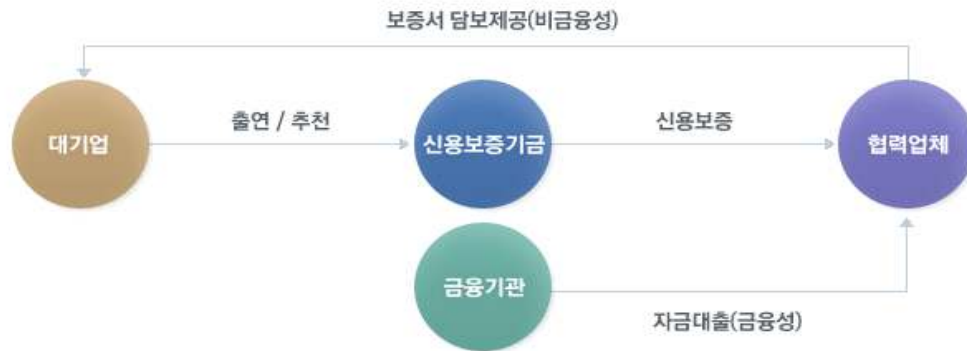 보증서 담보제공(비금융성)
대기업
출연 / 추천
신용보증기금
신용보증
협력업체
금융기관
자금대출(금융성)